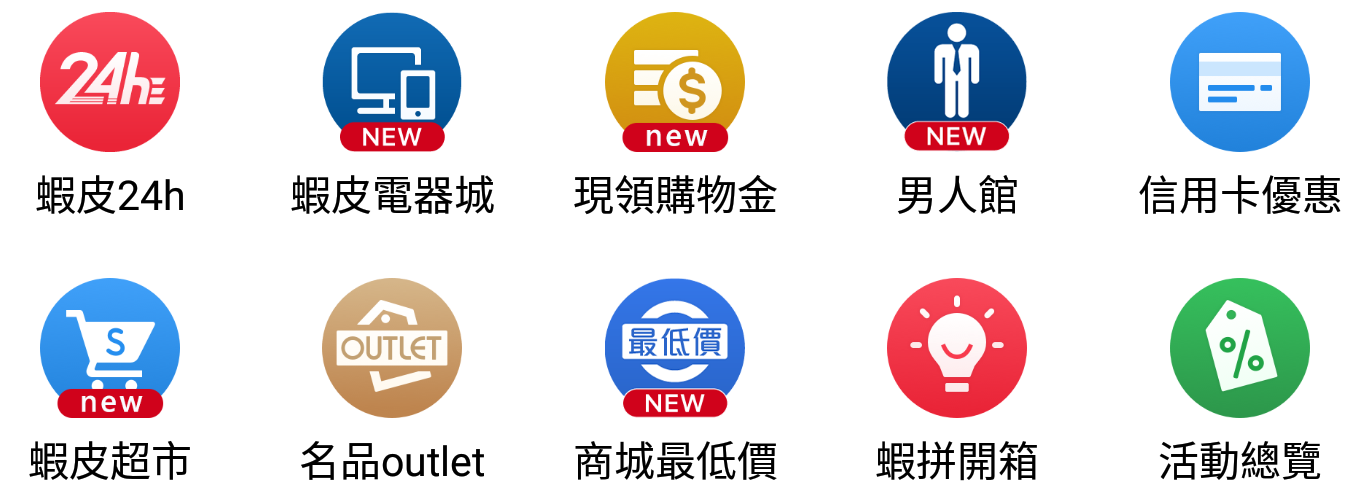 24h
NEW
new
NEW
蝦皮24h
蝦皮電器城
現領購物金
男人館
信用卡優惠
S
new
OUTLET
最低價
NEW
蝦皮超市
名品outlet
商城最低價
蝦拼開箱
活動總覽